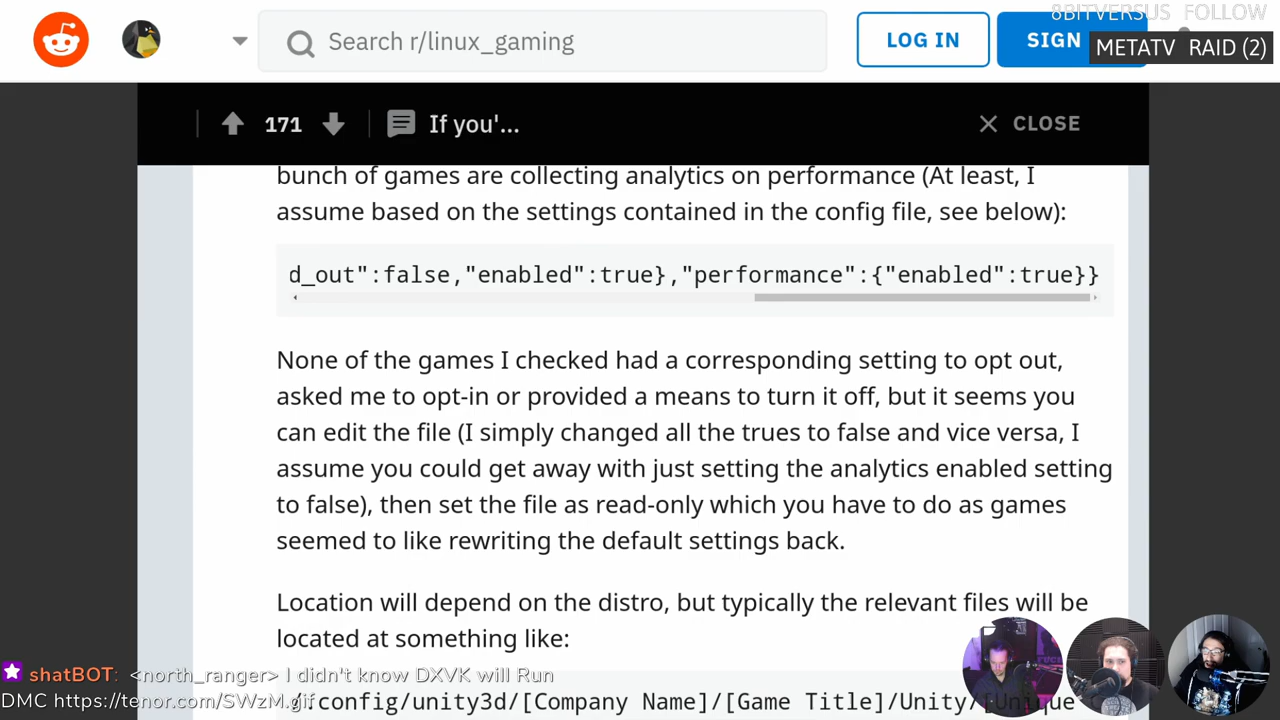 8BITVERSUS FOLLOW
Search r/linux_gaming
LOG IN
SIGN
METATV RAID (2)
171
If you'...
CLOSE
bunch of games are collecting analytics on performance (At least, I
assume based on the settings contained in the config file, see below):
d_out":false,"enabled":true},"performance":{"enabled":true}}
None of the games I checked had a corresponding setting to opt out,
asked me to opt-in or provided a means to turn it off, but it seems you
can edit the file (I simply changed all the trues to false and vice versa, I
assume you could get away with just setting the analytics enabled setting
to false), then set the file as read-only which you have to do as games
seemed to like rewriting the default settings back.
Location will depend on the distro, but typically the relevant files will be
located at something like:
shatBOT: <north_ranger> I didn't know DXVK will Run
DMC https://tenor.com/SWzM.gif
config/unity3d/[Company Name]/[Game Title]/Unity/[Unique